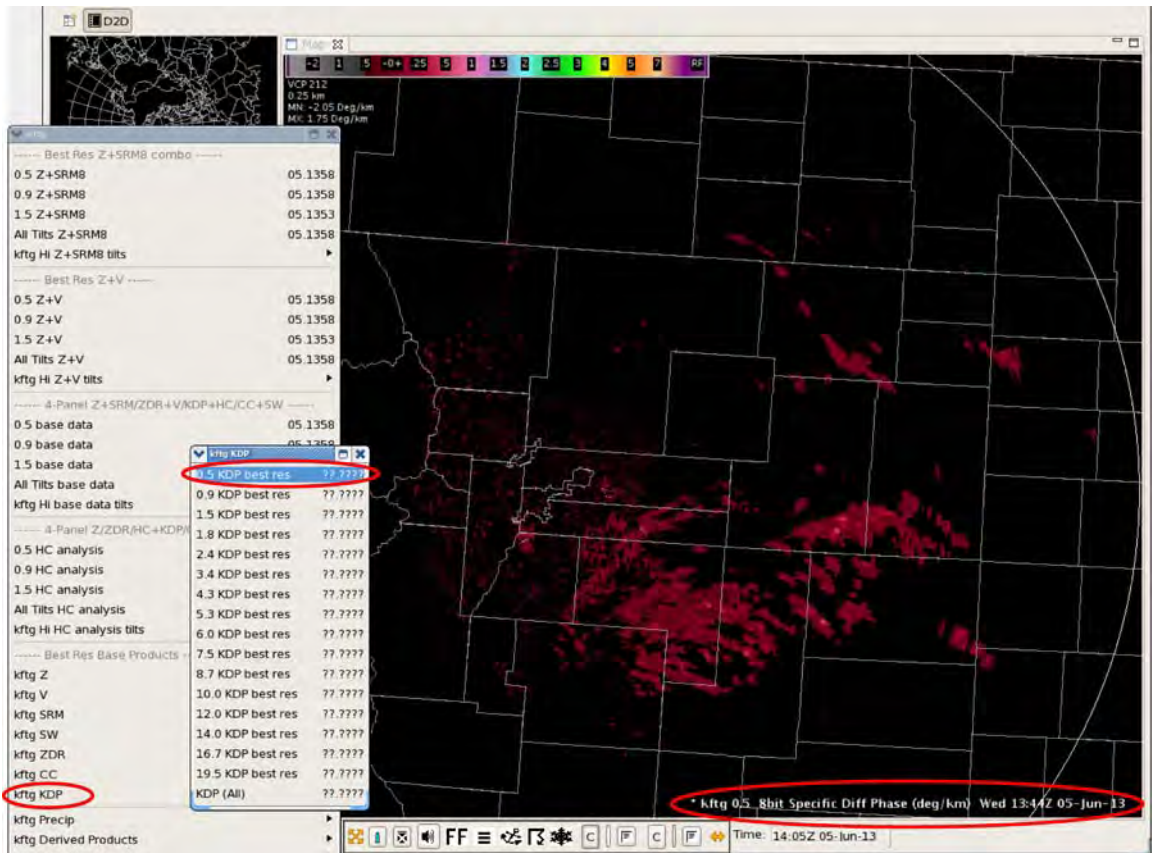 D2D
Map
-2 1 .5 -0+ .25 .5 1 1.5 2 2.5 3 4 5 7 RF
VCP 212
0.25 km
MN: -2.05 Deg/km
MX: 1.75 Deg/km
kftg
------ Best Res Z+SRM8 combo ------
0.5 Z+SRM8 05.1358
0.9 Z+SRM8 05.1358
1.5 Z+SRM8 05.1353
All Tilts Z+SRM8 05.1358
kftg Hi Z+SRM8 tilts
------ Best Res Z+V ------
0.5 Z+V 05.1358
0.9 Z+V 05.1358
1.5 Z+V 05.1353
All Tilts Z+V 05.1358
kftg Hi Z+V tilts
------ 4-Panel Z+SRM/ZDR+V/KDP+HC/CC+SW ------
0.5 base data 05.1358
0.9 base data 05.1358
1.5 base data
All Tilts base data
kftg Hi base data tilts
------ 4-Panel Z/ZDR/HC+KDP/
0.5 HC analysis
0.9 HC analysis
1.5 HC analysis
All Tilts HC analysis
kftg Hi HC analysis tilts
------ Best Res Base Products --
kftg Z
kftg V
kftg SRM
kftg SW
kftg ZDR
kftg CC
kftg KDP
kftg Precip
kftg Derived Products
kftg KDP
0.5 KDP best res ??.????
0.9 KDP best res ??.????
1.5 KDP best res ??.????
1.8 KDP best res ??.????
2.4 KDP best res ??.????
3.4 KDP best res ??.????
4.3 KDP best res ??.????
5.3 KDP best res ??.????
6.0 KDP best res ??.????
7.5 KDP best res ??.????
8.7 KDP best res ??.????
10.0 KDP best res ??.????
12.0 KDP best res ??.????
14.0 KDP best res ??.????
16.7 KDP best res ??.????
19.5 KDP best res ??.????
KDP (All) ??.????
* kftg 0.5 8bit Specific Diff Phase (deg/km) Wed 13:44Z 05-Jun-13
FF C F C F Time: 14:05Z 05-Jun-13